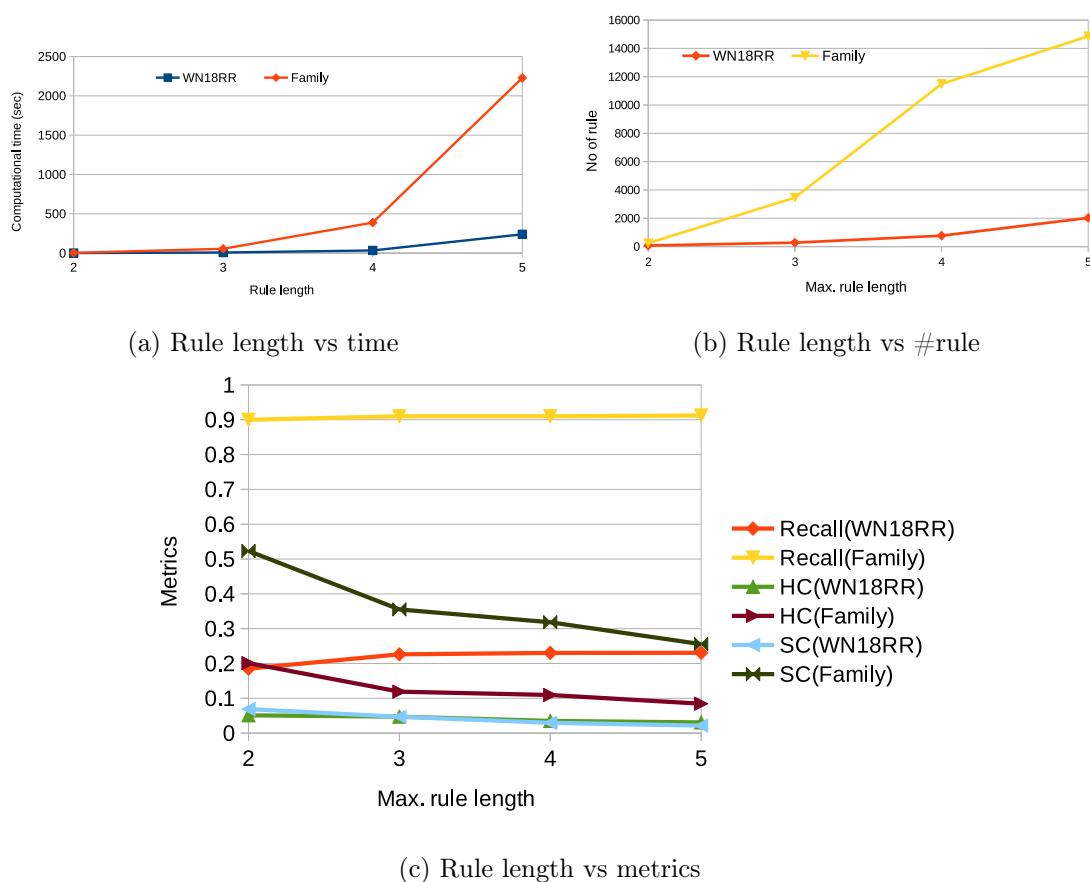 2500
2000
1500
1000
500
0
WN18RR
Family
Computational time (sec)
2 3 4 5
Rule length
(a) Rule length vs time
16000
14000
12000
10000
8000
6000
4000
2000
0
WN18RR
Family
No of rule
2 3 4 5
Max. rule length
(b) Rule length vs #rule
1
0.9
0.8
0.7
0.6
0.5
0.4
0.3
0.2
0.1
0
Metrics
2 3 4 5
Max. rule length
Recall(WN18RR)
Recall(Family)
HC(WN18RR)
HC(Family)
SC(WN18RR)
SC(Family)
(c) Rule length vs metrics